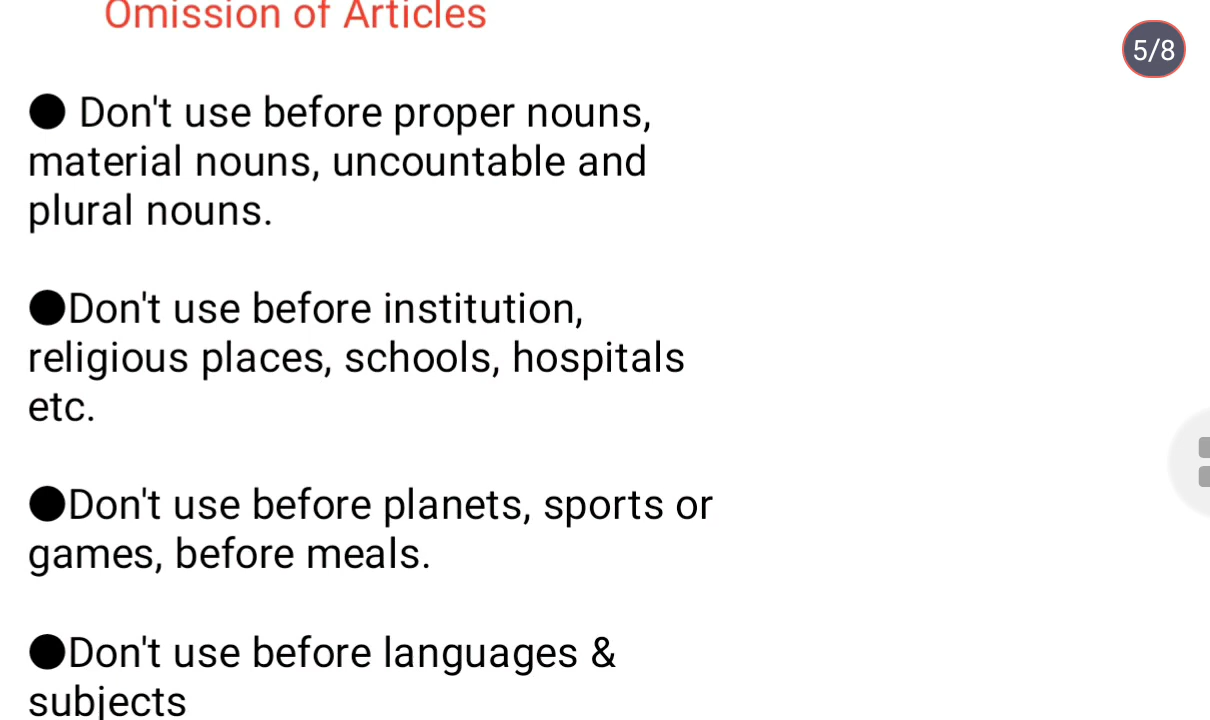 Omission of Articles
5/8
● Don't use before proper nouns,
material nouns, uncountable and
plural nouns.
●Don't use before institution,
religious places, schools, hospitals
etc.
●Don't use before planets, sports or
games, before meals.
●Don't use before languages &
subjects